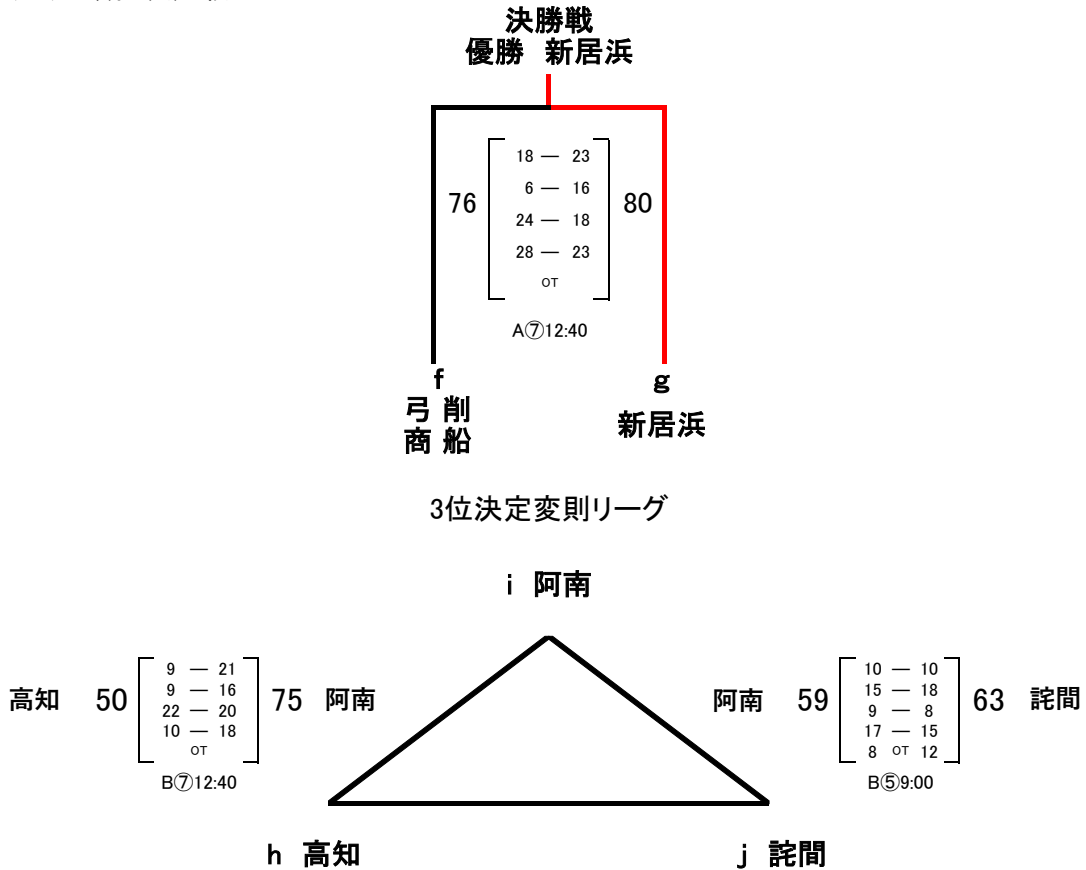 決勝戦
優勝 新居浜
76
18 ― 23
6 ― 16
24 ― 18
28 ― 23
OT
80
A⑦12:40
f
弓 削
商 船
g
新居浜
3位決定変則リーグ
i 阿南
高知 50
9 ― 21
9 ― 16
22 ― 20
10 ― 18
OT
75 阿南
B⑦12:40
阿南 59
10 ― 10
15 ― 18
9 ― 8
17 ― 15
8 OT 12
63 詫間
B⑤9:00
h 高知
j 詫間